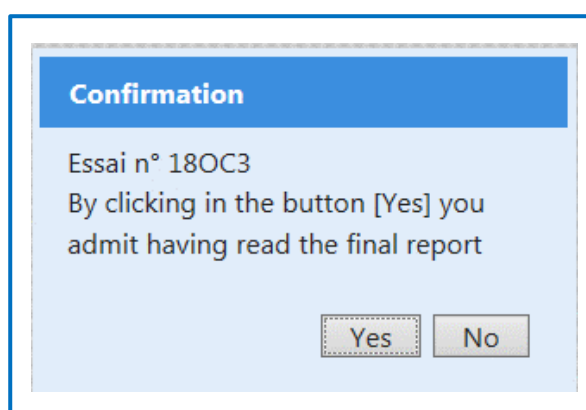 Confirmation
Essai n° 18OC3
By clicking in the button [Yes] you
admit having read the final report
Yes No